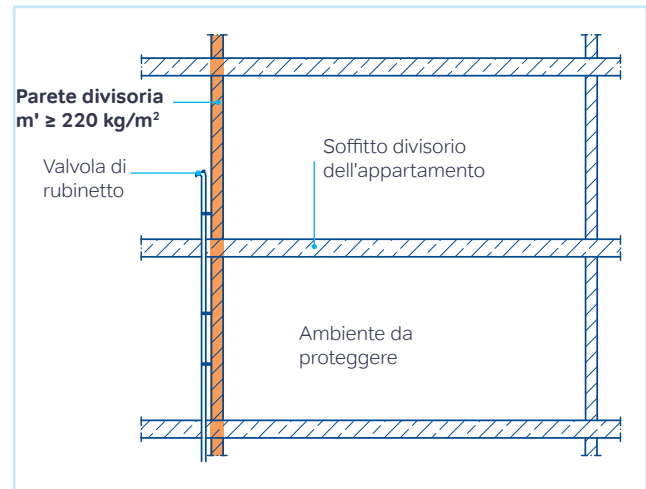 Parete divisoria
m' ≥ 220 kg/m²
Valvola di
rubinetto
Soffitto divisorio
dell'appartamento
Ambiente da
proteggere